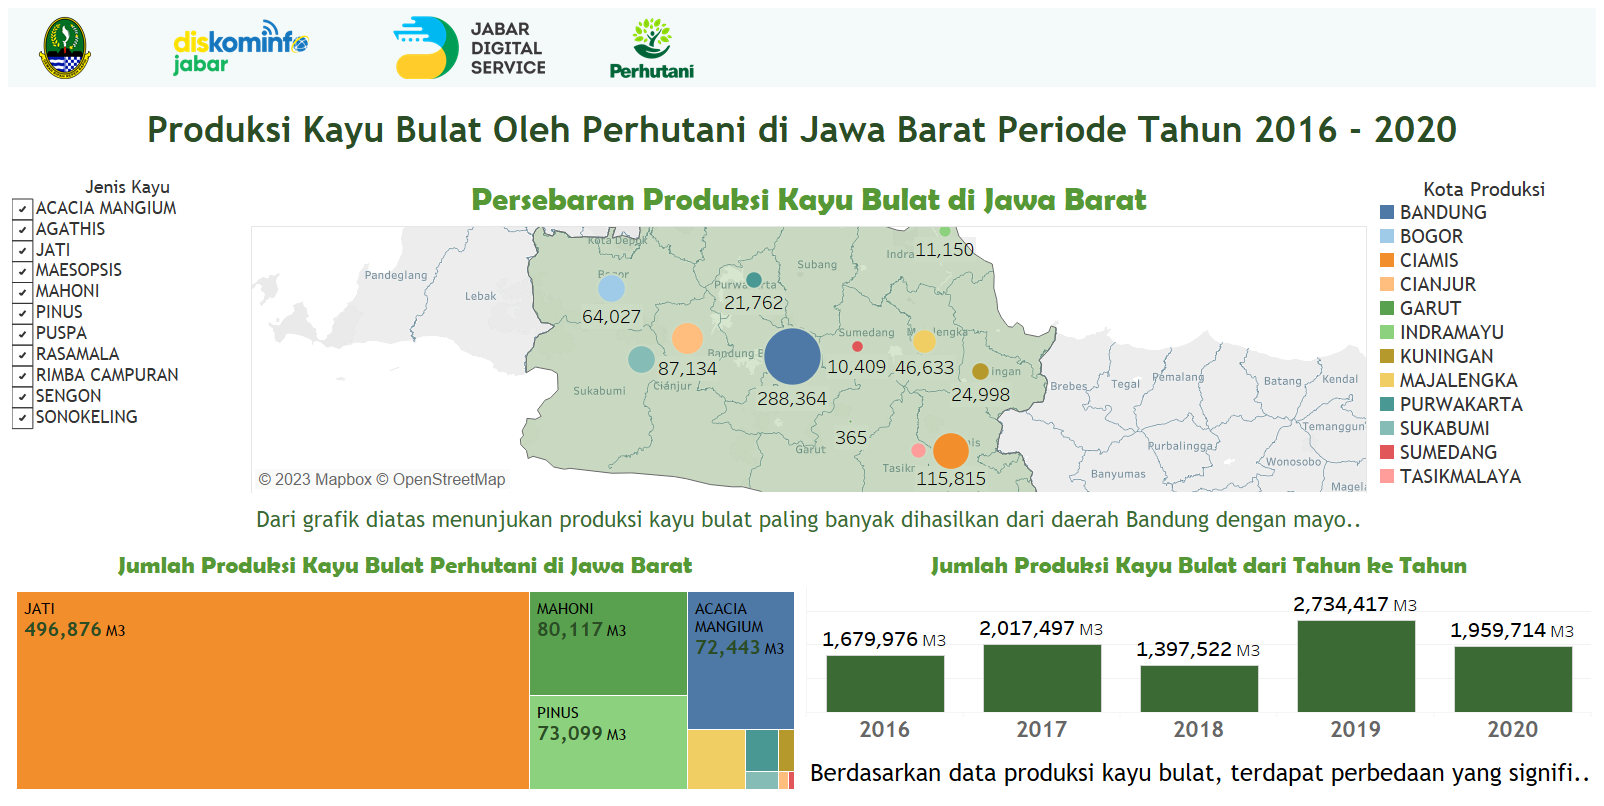 diskominfo
jabar
JABAR
DIGITAL
SERVICE
Perhutani
Produksi Kayu Bulat Oleh Perhutani di Jawa Barat Periode Tahun 2016 - 2020
Jenis Kayu
ACACIA MANGIUM
AGATHIS
JATI
MAESOPSIS
MAHONI
PINUS
PUSPA
RASAMALA
RIMBA CAMPURAN
SENGON
SONOKELING
Persebaran Produksi Kayu Bulat di Jawa Barat
Kota Depok
Pandeglang
Lebak
Subang
11,150
64,027
21,762
Sumedang
87,134
Bandung
288,364
10,409
46,633
24,998
Sukabumi
Cianjur
Garut
365
115,815
Brebes
Tegal
Pemalang
Batang
Kendal
Temanggun
Purbalingga
Wonosobo
Banyumas
Magela
© 2023 Mapbox © OpenStreetMap
Kota Produksi
BANDUNG
BOGOR
CIAMIS
CIANJUR
GARUT
INDRAMAYU
KUNINGAN
MAJALENGKA
PURWAKARTA
SUKABUMI
SUMEDANG
TASIKMALAYA
Dari grafik diatas menunjukan produksi kayu bulat paling banyak dihasilkan dari daerah Bandung dengan mayo..
Jumlah Produksi Kayu Bulat Perhutani di Jawa Barat
JATI
496,876 M3
MAHONI
80,117 M3
PINUS
73,099 M3
ACACIA
MANGIUM
72,443 M3
Jumlah Produksi Kayu Bulat dari Tahun ke Tahun
1,679,976 M3
2,017,497 M3
1,397,522 M3
2,734,417 M3
1,959,714 M3
2016
2017
2018
2019
2020
Berdasarkan data produksi kayu bulat, terdapat perbedaan yang signifi..